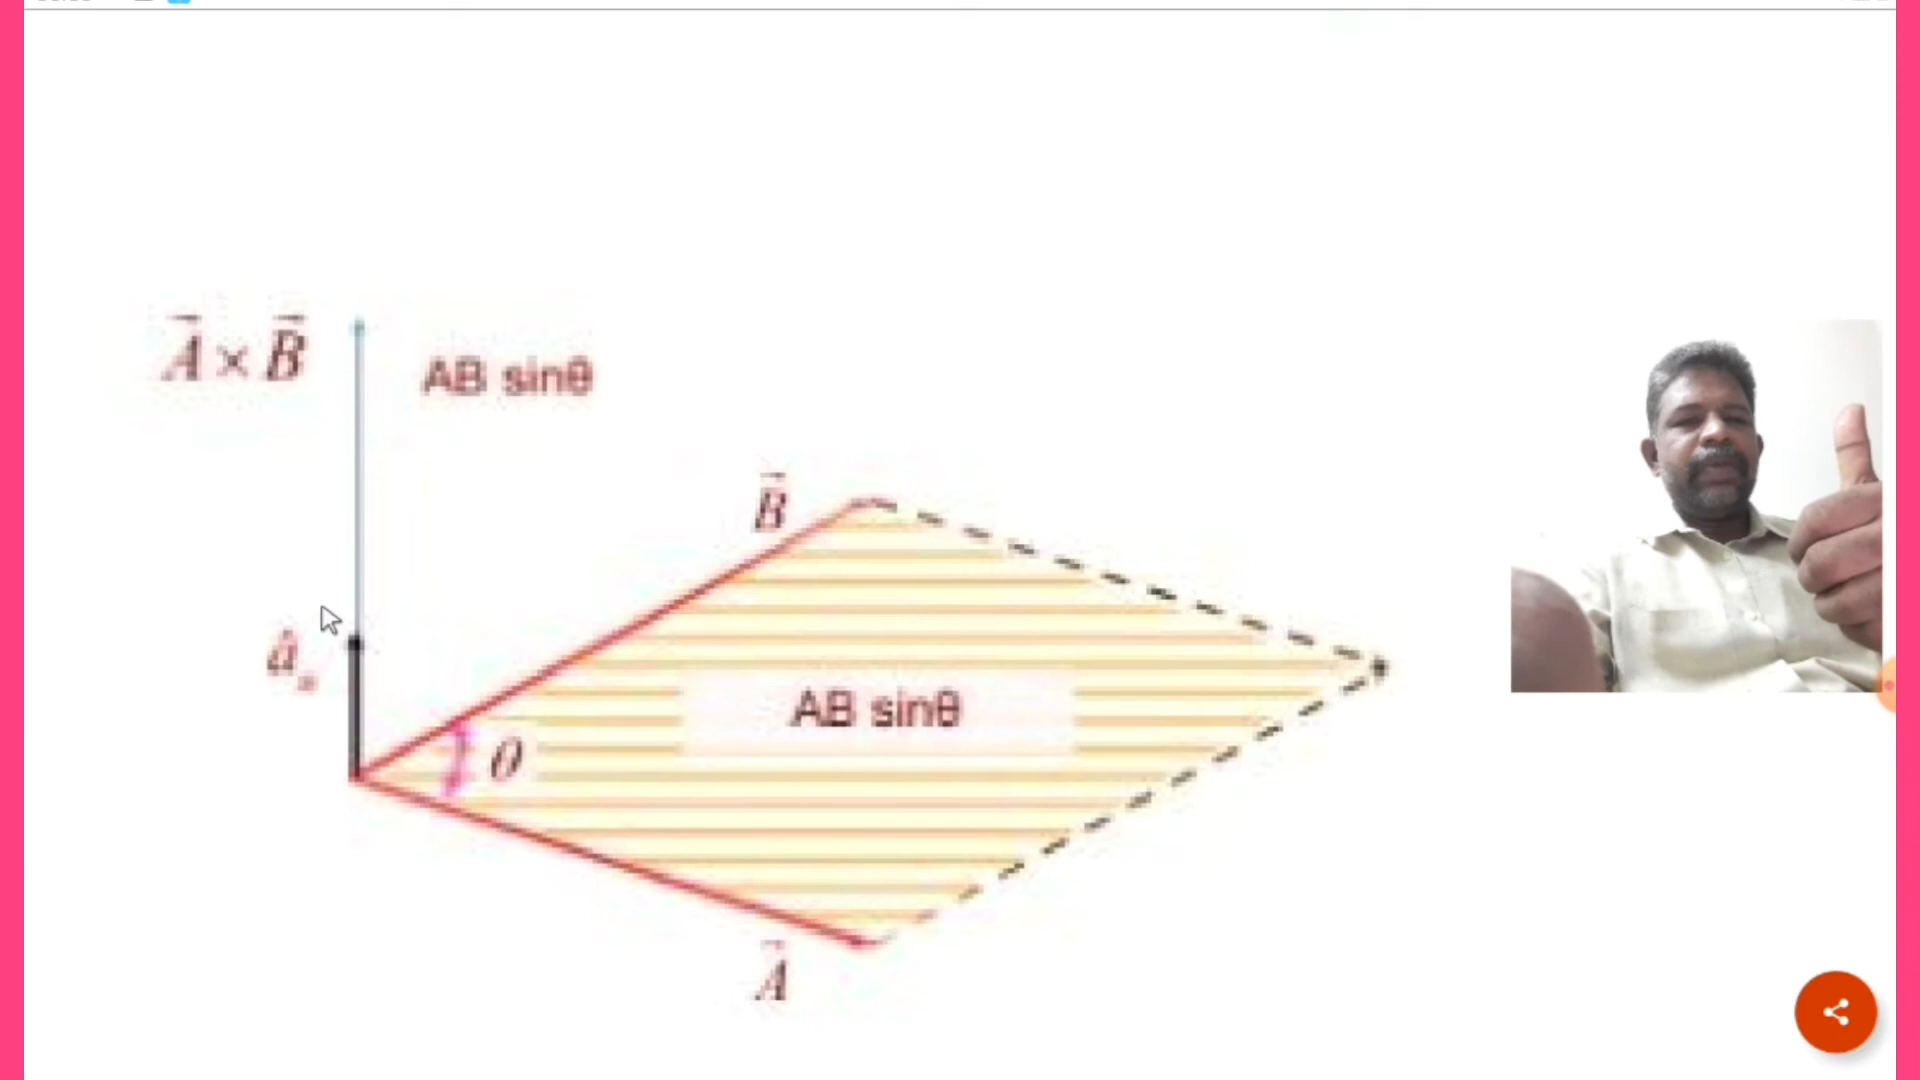 A⃗ × B⃗
AB sinθ
B⃗
â
AB sinθ
θ
A⃗